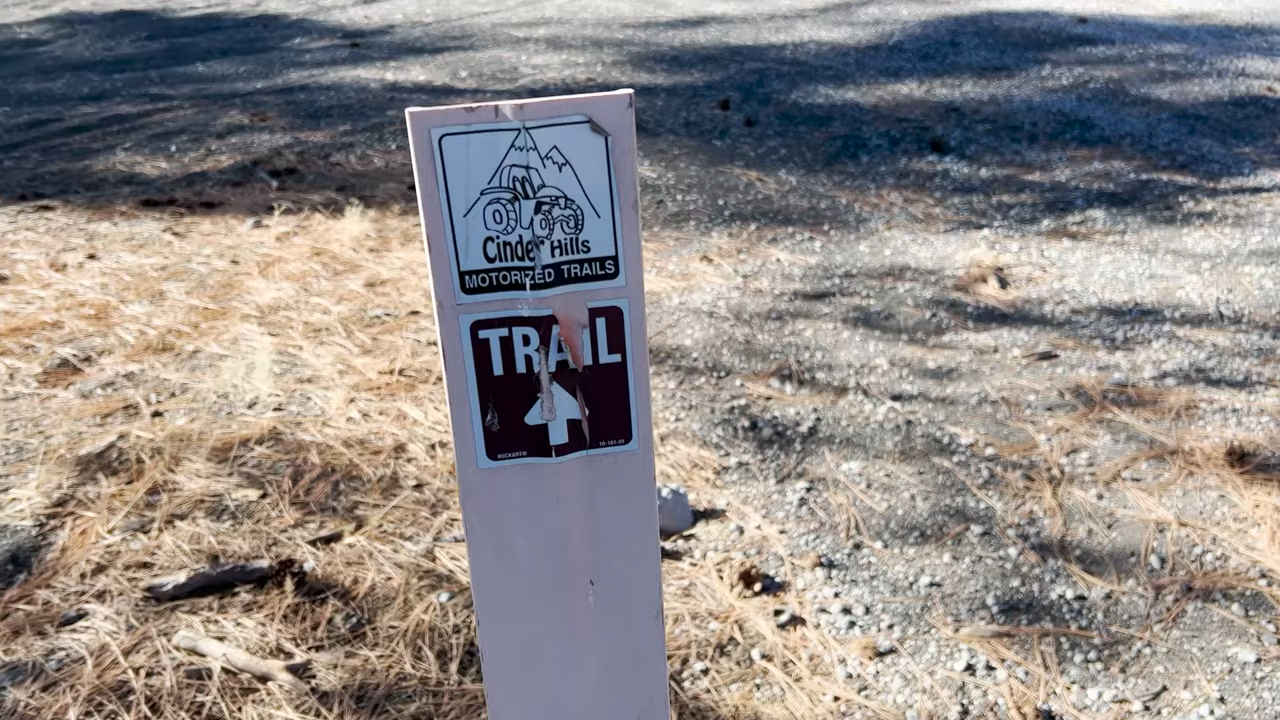 Cinder Hills
MOTORIZED TRAILS
TRAIL
ROCKART®
10-161-01